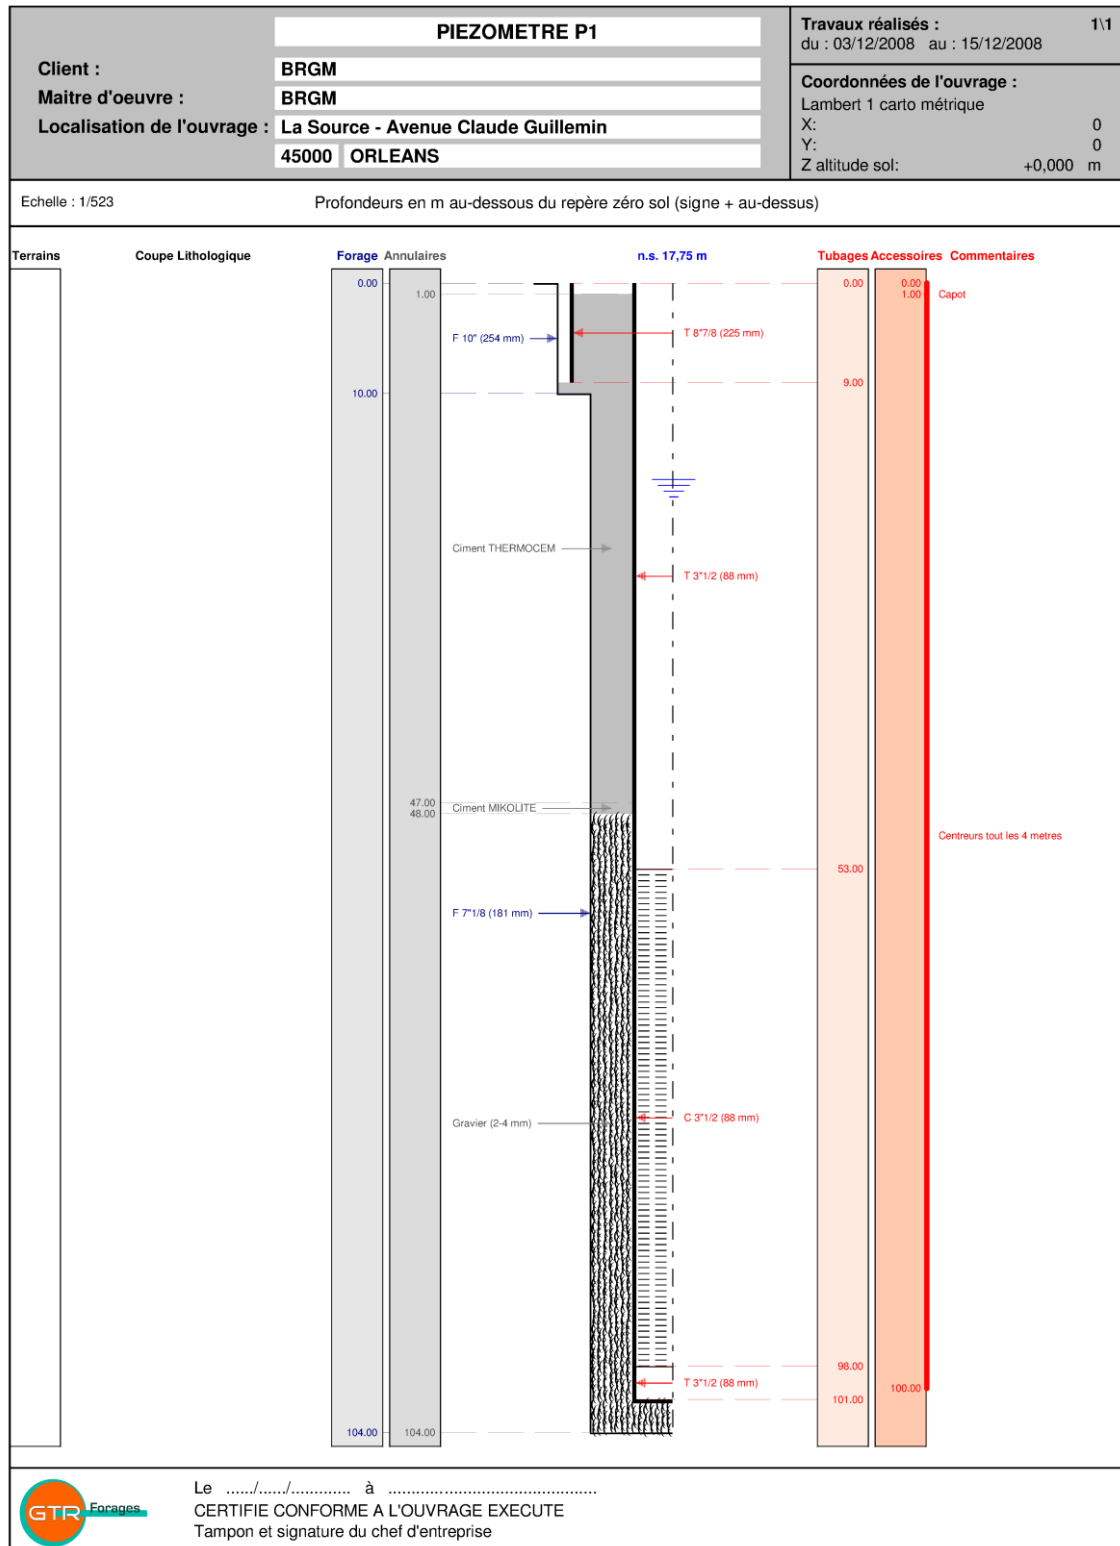 PIEZOMETRE P1
Travaux réalisés : 1\1
du : 03/12/2008 au : 15/12/2008
Client : BRGM
Maitre d'oeuvre : BRGM
Localisation de l'ouvrage : La Source - Avenue Claude Guillemin
45000 ORLEANS
Coordonnées de l'ouvrage :
Lambert 1 carto métrique
X: 0
Y: 0
Z altitude sol: +0,000 m
Echelle : 1/523
Profondeurs en m au-dessous du repère zéro sol (signe + au-dessus)
Terrains Coupe Lithologique Forage Annulaires n.s. 17,75 m Tubages Accessoires Commentaires
0.00 0.00 0.00
1.00 1.00 Capot
F 10" (254 mm) T 8"7/8 (225 mm)
9.00
10.00
Ciment THERMOCEM
T 3"1/2 (88 mm)
47.00 Ciment MIKOLITE
48.00
Centreurs tout les 4 metres
53.00
F 7"1/8 (181 mm)
Gravier (2-4 mm) C 3"1/2 (88 mm)
98.00
T 3"1/2 (88 mm) 100.00
101.00
104.00 104.00
GTR Forages
Le ....../....../............. à ............................................
CERTIFIE CONFORME A L'OUVRAGE EXECUTE
Tampon et signature du chef d'entreprise